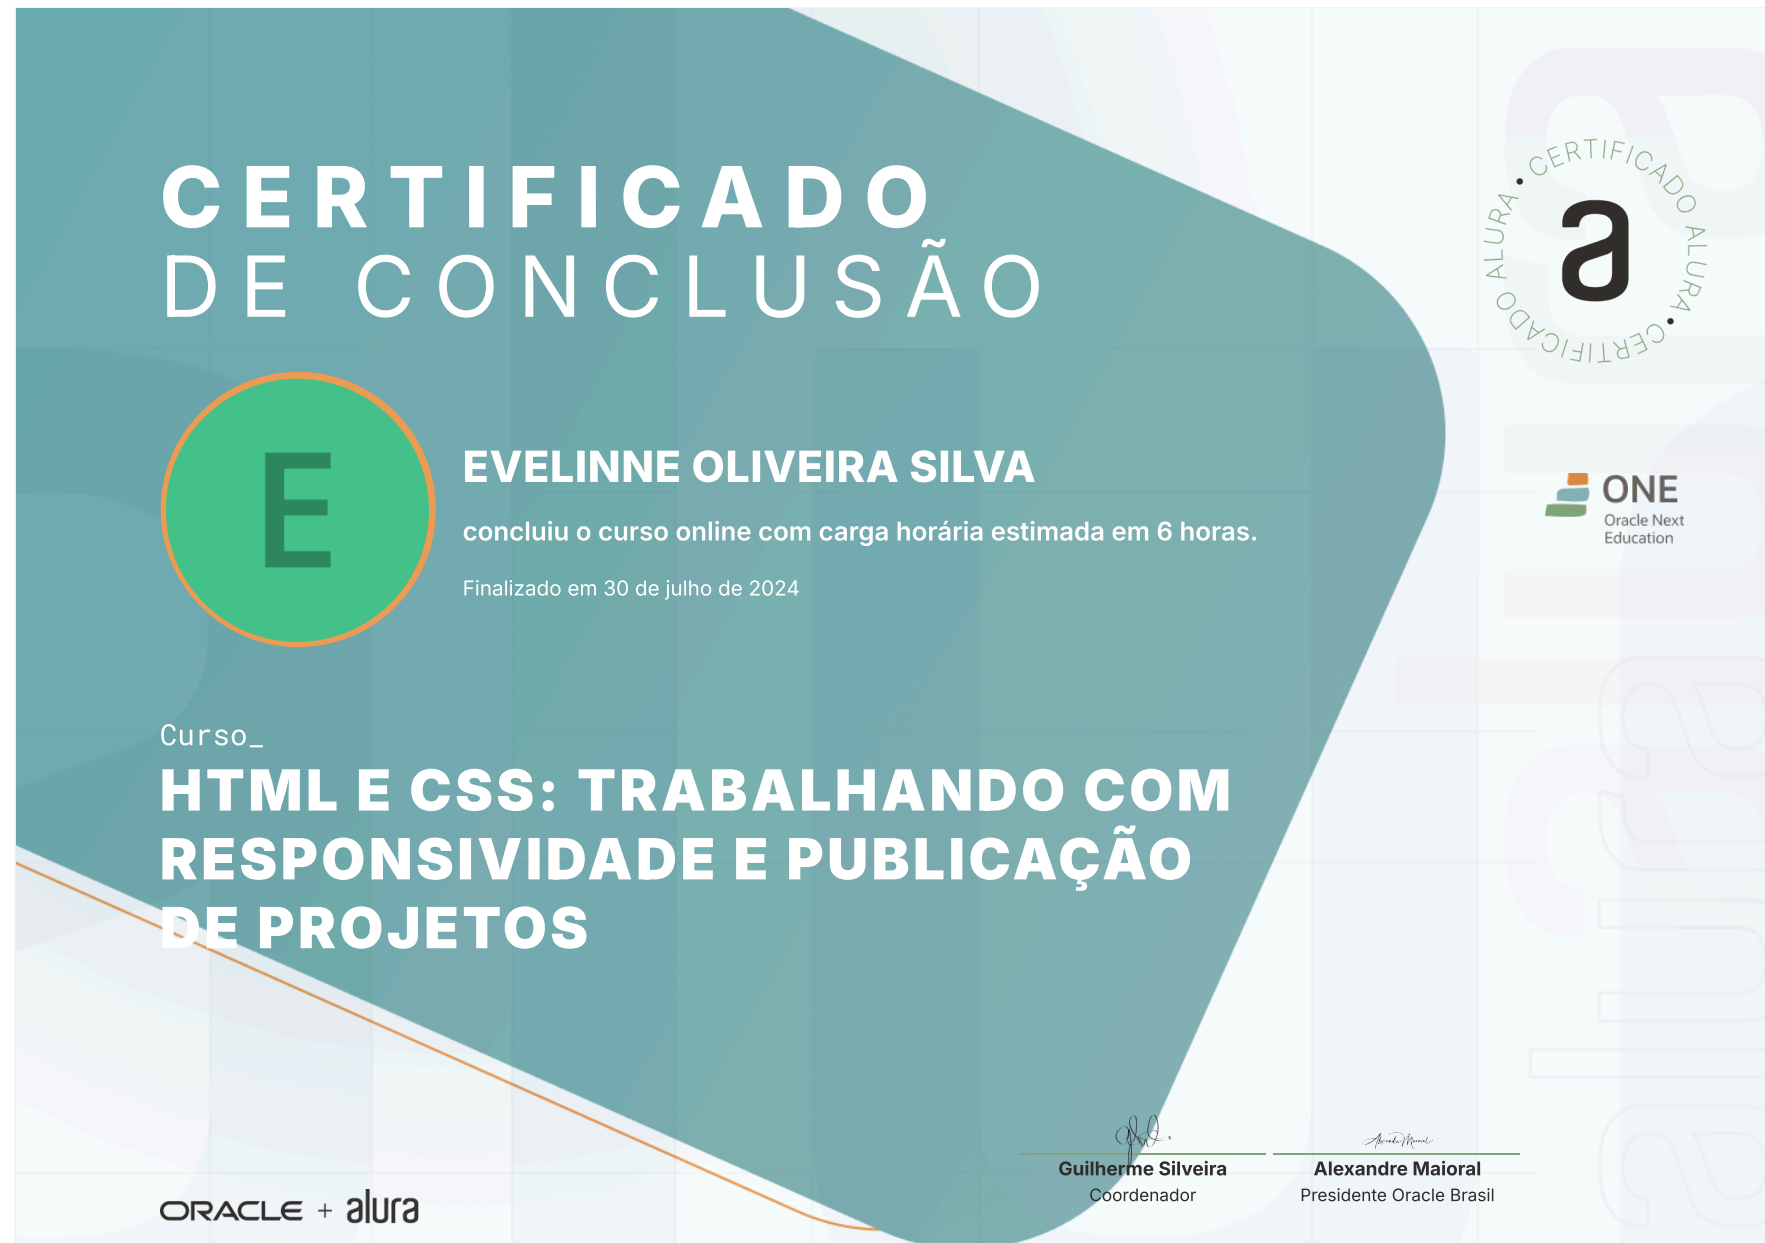 CERTIFICADO
DE CONCLUSÃO
CERTIFICADO ALURA • CERTIFICADO ALURA •
a
E
EVELINNE OLIVEIRA SILVA
concluiu o curso online com carga horária estimada em 6 horas.
Finalizado em 30 de julho de 2024
ONE
Oracle Next
Education
Curso_
HTML E CSS: TRABALHANDO COM
RESPONSIVIDADE E PUBLICAÇÃO
DE PROJETOS
Guilherme Silveira
Coordenador
Alexandre Maioral
Presidente Oracle Brasil
ORACLE + alura
alura
alura